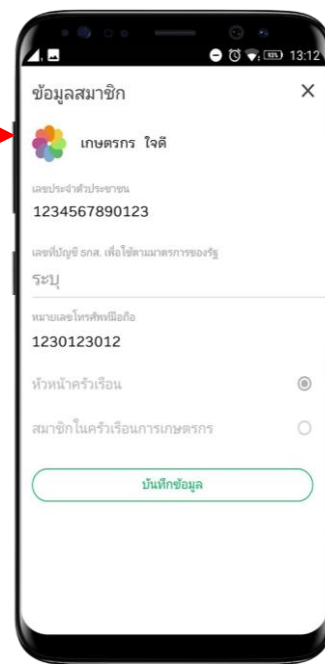 13:12
ข้อมูลสมาชิก
เกษตรกร ใจดี
เลขประจำตัวประชาชน
1234567890123
เลขที่บัญชี ธกส. เพื่อใช้ตามมาตรการของรัฐ
ระบุ
หมายเลขโทรศัพท์มือถือ
1230123012
หัวหน้าครัวเรือน
สมาชิกในครัวเรือนการเกษตรกร
บันทึกข้อมูล